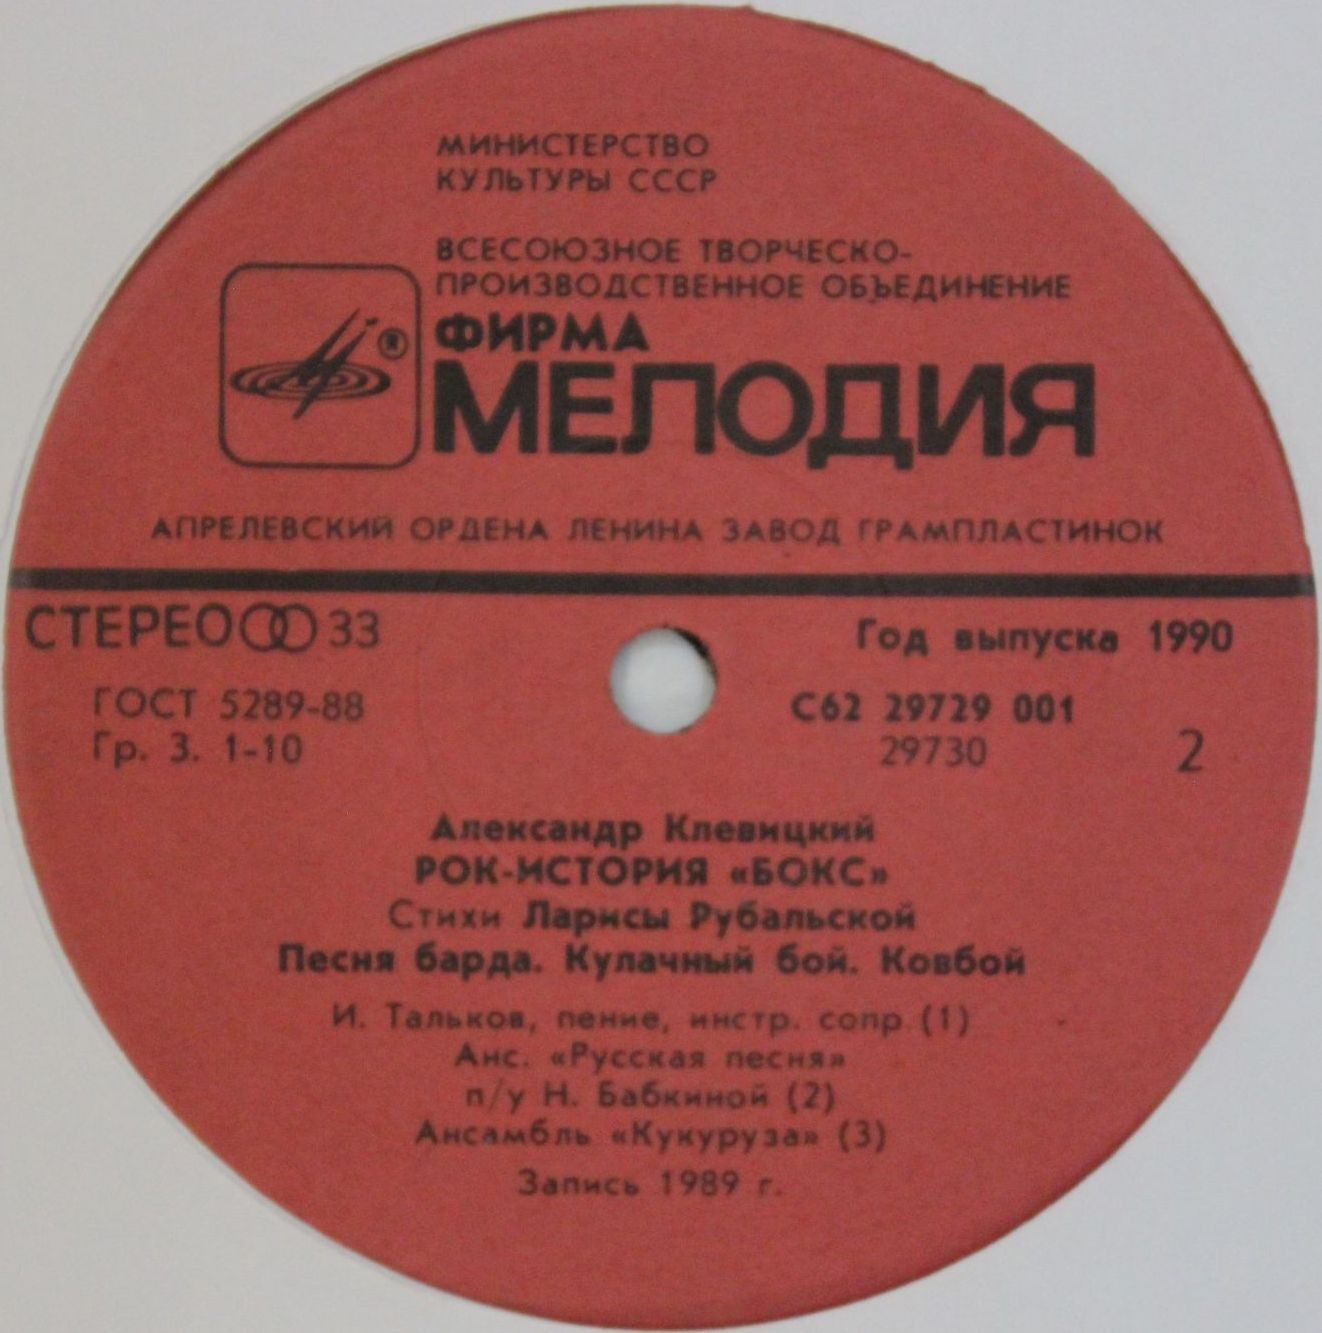 МИНИСТЕРСТВО
КУЛЬТУРЫ СССР
ВСЕСОЮЗНОЕ ТВОРЧЕСКО-
ПРОИЗВОДСТВЕННОЕ ОБЪЕДИНЕНИЕ
®
ФИРМА
МЕЛОДИЯ
АПРЕЛЕВСКИЙ ОРДЕНА ЛЕНИНА ЗАВОД ГРАМПЛАСТИНОК
СТЕРЕО 33
Год выпуска 1990
ГОСТ 5289-88
С62 29729 001
Гр. 3. 1-10
29730
2
Александр Клевицкий
РОК-ИСТОРИЯ «БОКС»
Стихи Ларисы Рубальской
Песня барда. Кулачный бой. Ковбой
И. Тальков, пение, инстр. сопр (1)
Анс. «Русская песня»
п/у Н. Бабкиной (2)
Ансамбль «Кукуруза» (3)
Запись 1989 г.